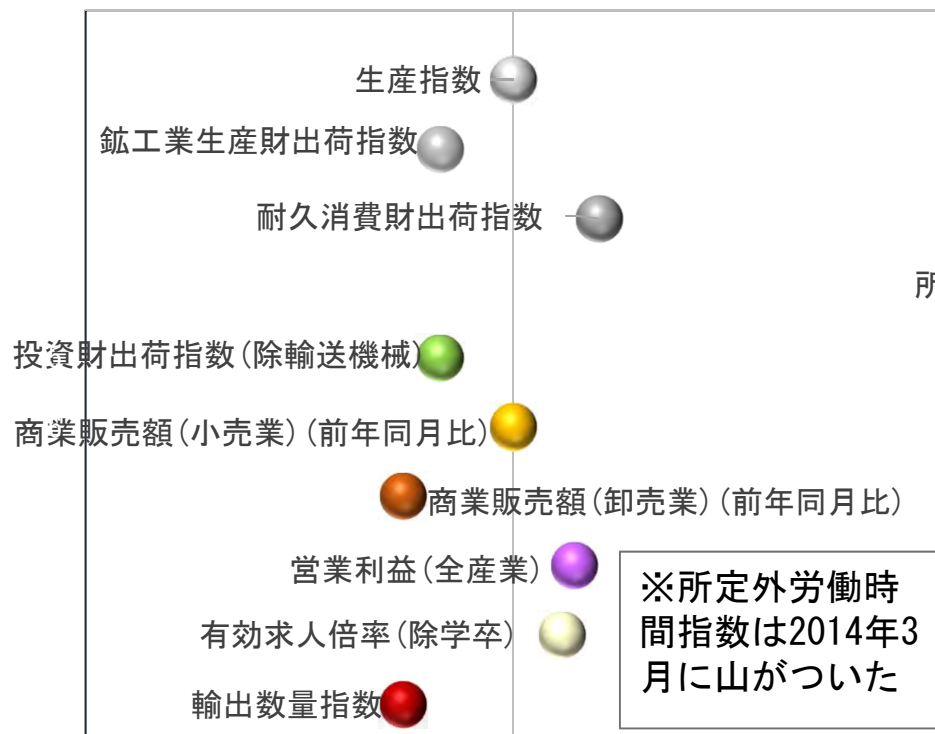 生産指数
鉱工業生産財出荷指数
耐久消費財出荷指数
所
投資財出荷指数(除輸送機械)
商業販売額(小売業)(前年同月比)
商業販売額(卸売業)(前年同月比)
営業利益(全産業)
有効求人倍率(除学卒)
輸出数量指数
※所定外労働時
間指数は2014年3
月に山がついた